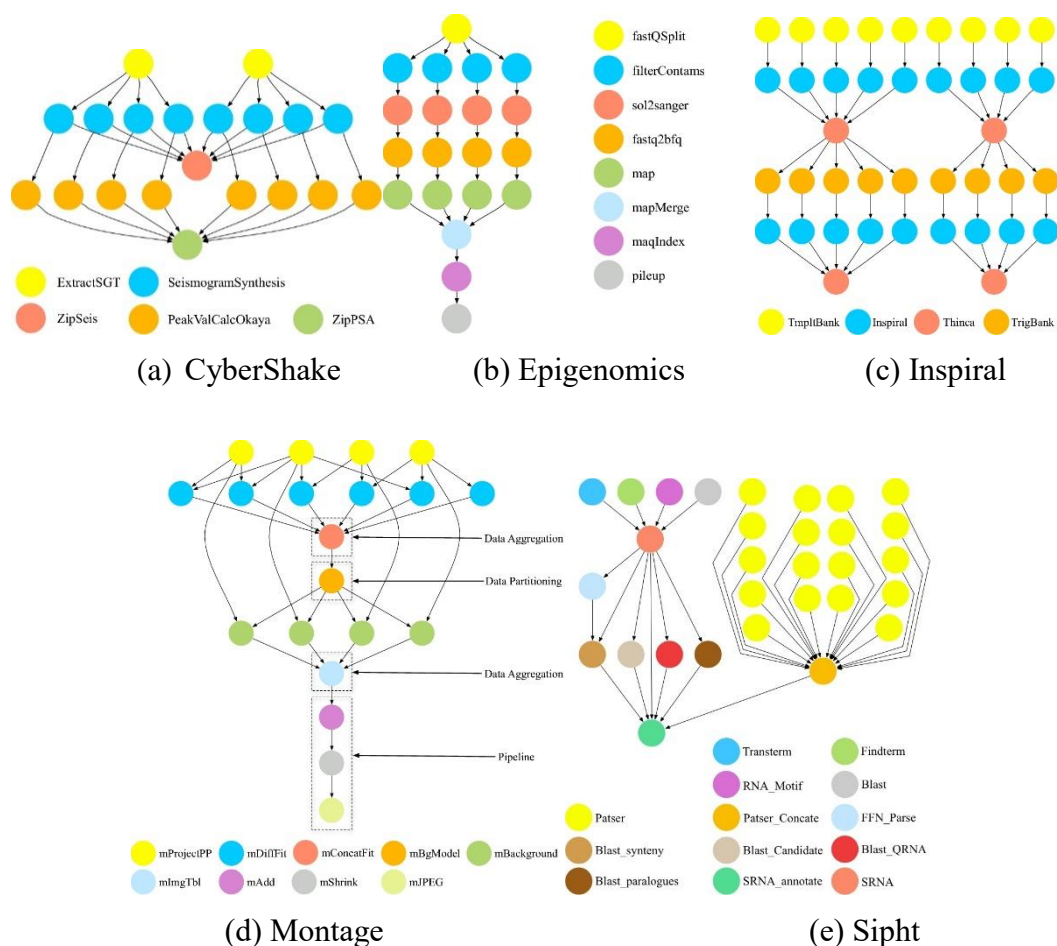 ExtractSGT
SeismogramSynthesis
ZipSeis
PeakValCalcOkaya
ZipPSA
(a) CyberShake
fastQSplit
filterContams
sol2sanger
fastq2bfq
map
mapMerge
maqIndex
pileup
(b) Epigenomics
TmpltBank
Inspiral
Thinca
TrigBank
(c) Inspiral
Data Aggregation
Data Partitioning
Data Aggregation
Pipeline
mProjectPP
mDiffFit
mConcatFit
mBgModel
mBackground
mImgTbl
mAdd
mShrink
mJPEG
(d) Montage
Transterm
Findterm
RNA_Motif
Blast
Patser
Patser_Concate
FFN_Parse
Blast_synteny
Blast_Candidate
Blast_QRNA
Blast_paralogues
SRNA_annotate
SRNA
(e) Sipht